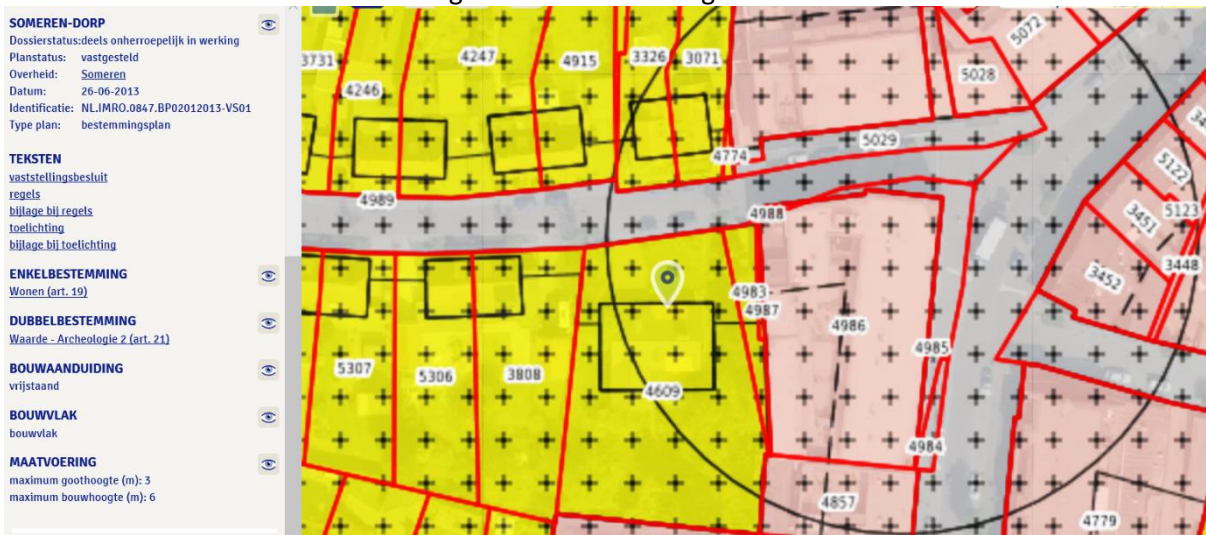 SOMEREN-DORP
Dossierstatus:deels onherroepelijk in werking
Planstatus: vastgesteld
Overheid: Someren
Datum: 26-06-2013
Identificatie: NL.IMRO.0847.BP02012013-VS01
Type plan: bestemmingsplan
TEKSTEN
vaststellingsbesluit
regels
bijlage bij regels
toelichting
bijlage bij toelichting
ENKELBESTEMMING
Wonen (art. 19)
DUBBELBESTEMMING
Waarde - Archeologie 2 (art. 21)
BOUWAANDUIDING
vrijstaand
BOUWVLAK
bouwvlak
MAATVOERING
maximum goothoogte (m): 3
maximum bouwhoogte (m): 6
5072
3731
4247
4915
3326
3071
5028
4246
5029
4774
5122
4989
4988
3451
5123
3448
3452
4983
4987
4986
4985
5307
5306
3808
4609
4984
4857
4779